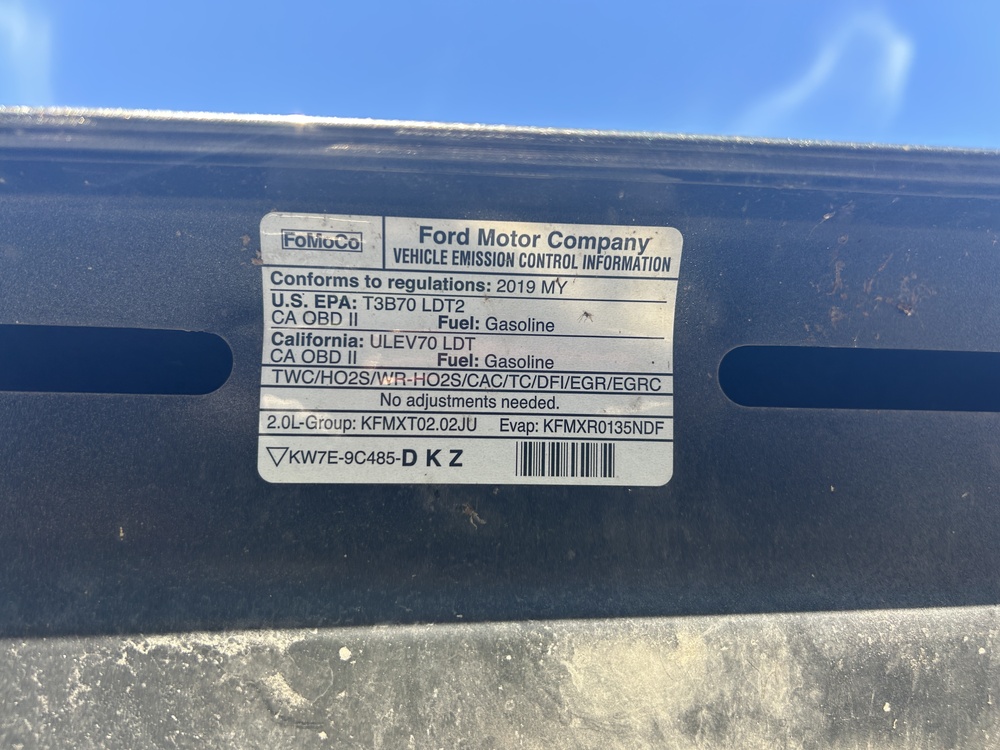 FoMoCo
Ford Motor Company
VEHICLE EMISSION CONTROL INFORMATION
Conforms to regulations: 2019 MY
U.S. EPA: T3B70 LDT2
CA OBD II Fuel: Gasoline
California: ULEV70 LDT
CA OBD II Fuel: Gasoline
TWC/HO2S/WR-HO2S/CAC/TC/DFI/EGR/EGRC
No adjustments needed.
2.0L-Group: KFMXT02.02JU Evap: KFMXR0135NDF
KW7E-9C485-D K Z